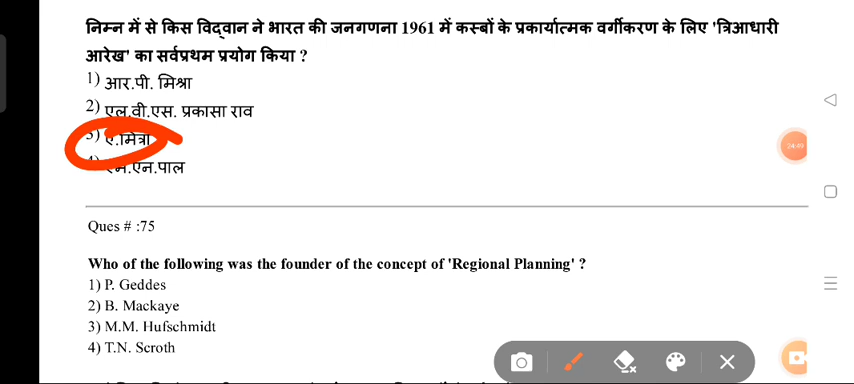 निम्न में से किस विद्वान ने भारत की जनगणना 1961 में कस्बों के प्रकार्यात्मक वर्गीकरण के लिए 'त्रिआधारी
आरेख' का सर्वप्रथम प्रयोग किया ?
1) आर.पी. मिश्रा
2) एल.वी.एस. प्रकासा राव
3) ए.मित्रा
4) एम.एन.पाल
Ques # :75
Who of the following was the founder of the concept of 'Regional Planning' ?
1) P. Geddes
2) B. Mackaye
3) M.M. Hufschmidt
4) T.N. Scroth
24:49